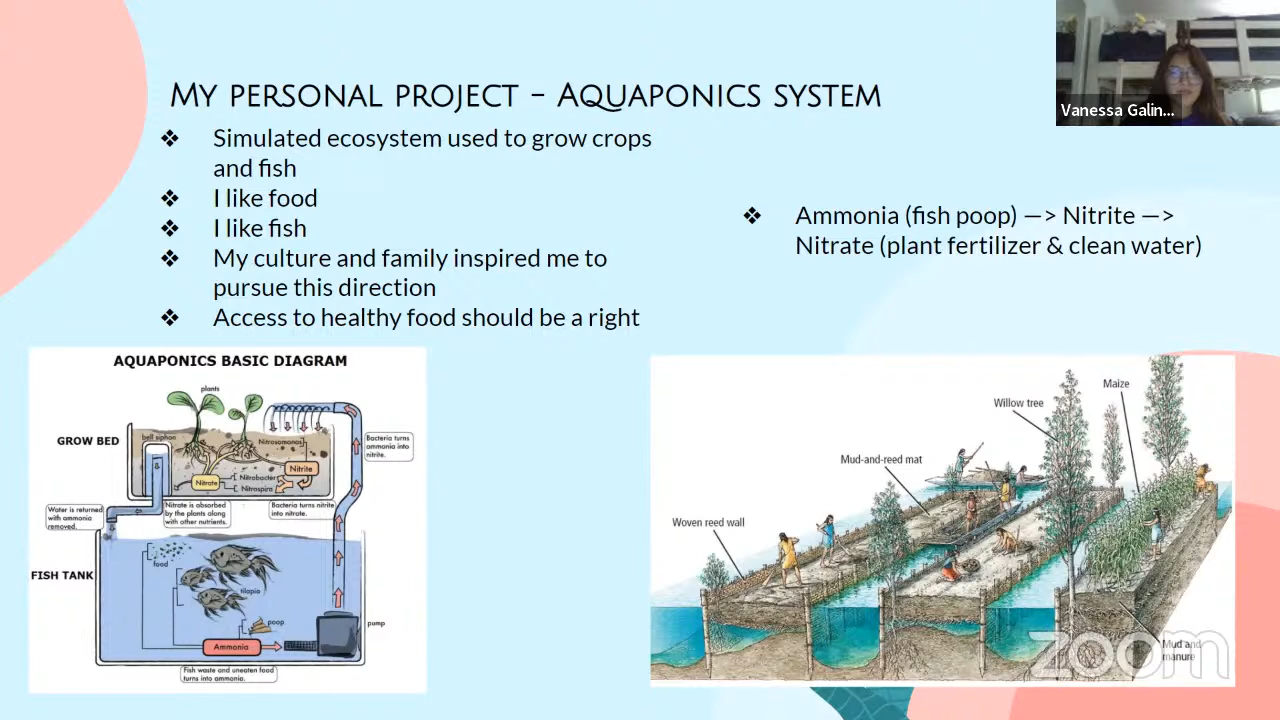 My personal project - Aquaponics system
❖ Simulated ecosystem used to grow crops
and fish
❖ I like food
❖ I like fish
❖ My culture and family inspired me to
pursue this direction
❖ Access to healthy food should be a right
❖ Ammonia (fish poop) —> Nitrite —>
Nitrate (plant fertilizer & clean water)
Vanessa Galin...
AQUAPONICS BASIC DIAGRAM
plants
GROW BED
bell siphon
Nitrosomonas
Bacteria turns
ammonia into
nitrite.
Nitrite
Nitrate
Nitrobacter
Nitrospira
Water is returned
with ammonia
removed.
Nitrate is absorbed
by the plants along
with other nutrients.
Bacteria turns nitrite
into nitrate.
FISH TANK
food
tilapia
poop
pump
Ammonia
Fish waste and uneaten food
turns into ammonia.
Maize
Willow tree
Mud-and-reed mat
Woven reed wall
Mud and
manure
zoom